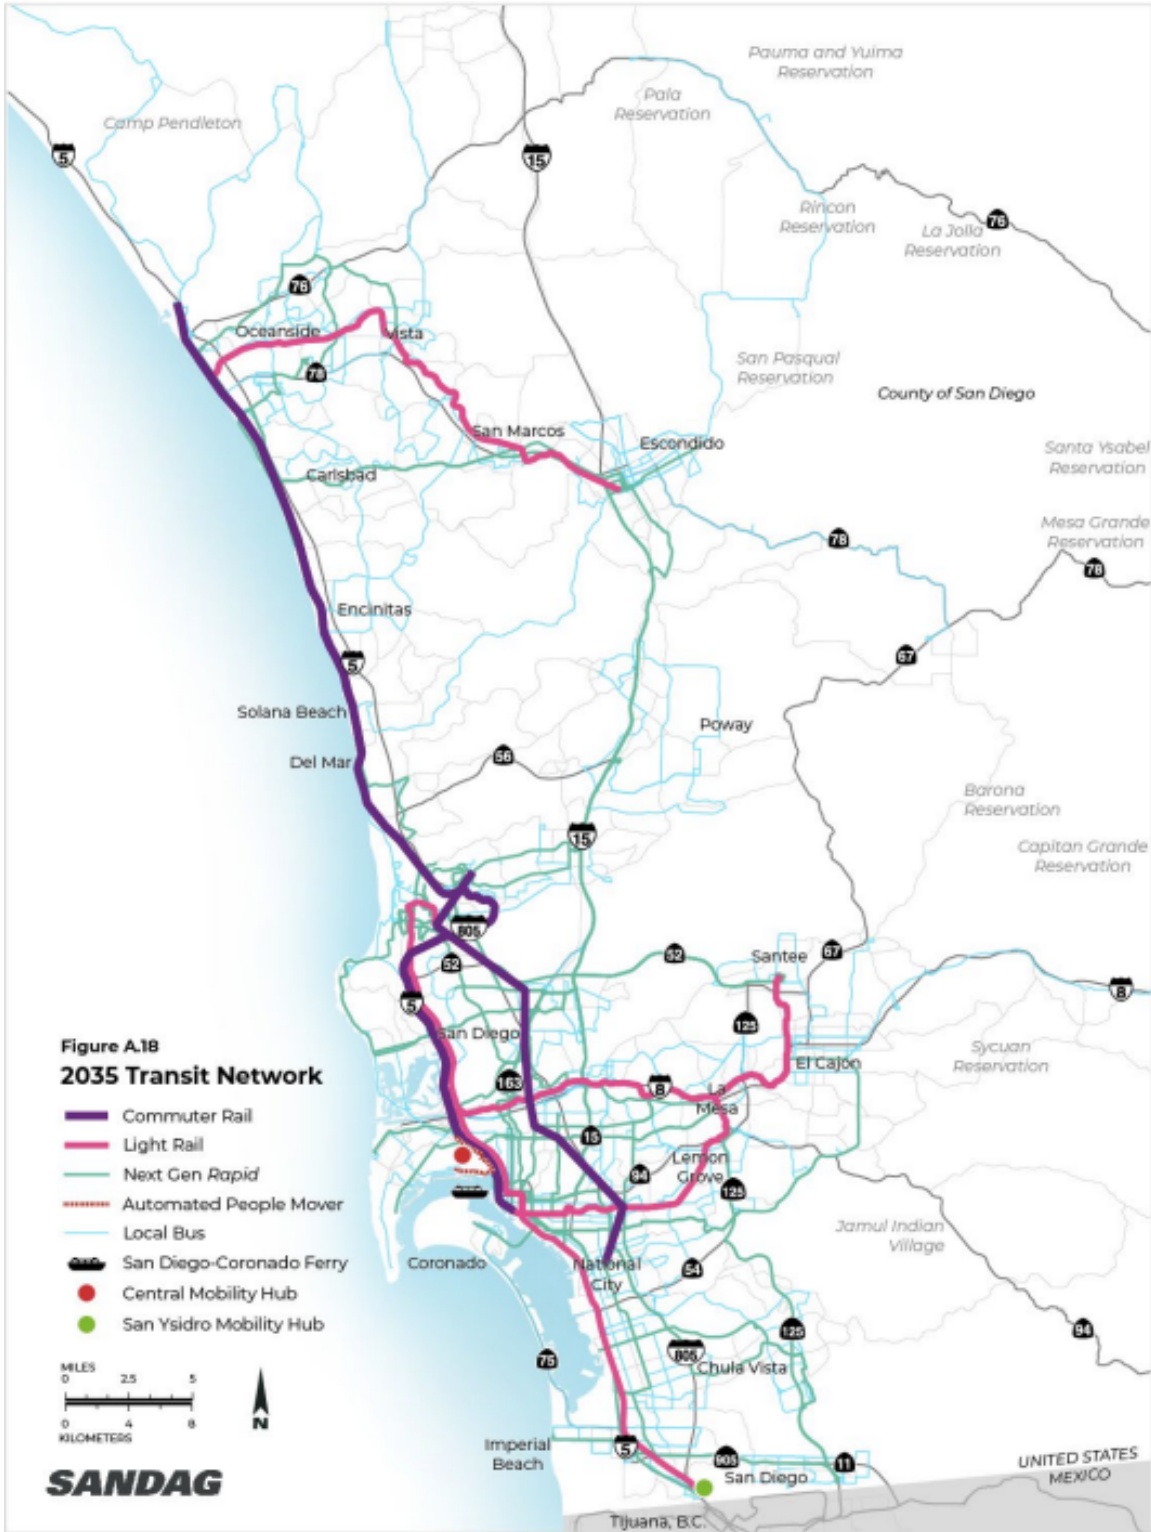 Pauma and Yuima
Reservation
Pala
Reservation
Camp Pendleton
5
15
Rincon
Reservation
76
La Jolla
Reservation
76
Oceanside
Vista
San Pasqual
Reservation
78
County of San Diego
San Marcos
Escondido
Santa Ysabel
Reservation
Carlsbad
Mesa Grande
Reservation
78
78
Encinitas
5
67
Solana Beach
Poway
56
Del Mar
Barona
Reservation
15
Capitan Grande
Reservation
805
52
52
Santee
67
8
5
125
San Diego
Sycuan
Reservation
El Cajon
163
8
La
Mesa
15
Lemon
Grove
94
125
Jamul Indian
Village
Coronado
National
City
54
125
94
75
805
Chula Vista
Imperial
Beach
5
905
San Diego
11
UNITED STATES
MEXICO
Tijuana, B.C.
Figure A.18
2035 Transit Network
Commuter Rail
Light Rail
Next Gen Rapid
Automated People Mover
Local Bus
San Diego-Coronado Ferry
Central Mobility Hub
San Ysidro Mobility Hub
MILES
0 2.5 5
0 4 8
KILOMETERS
N
SANDAG